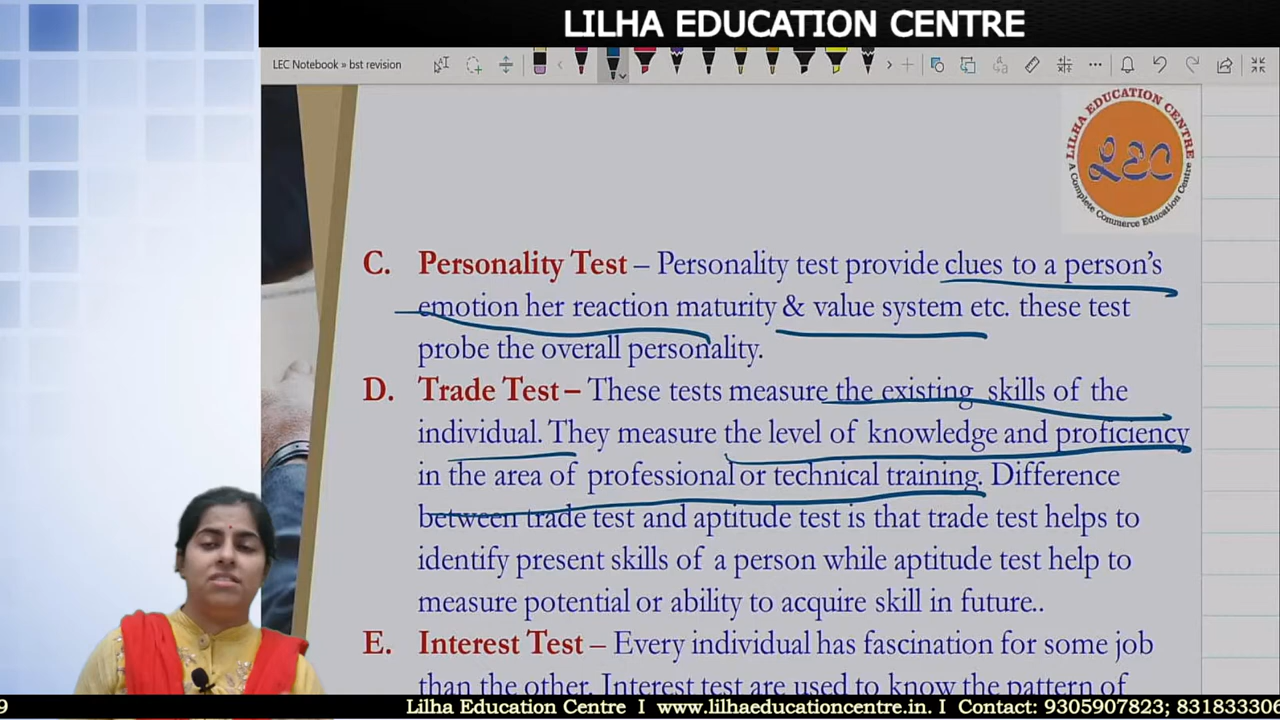 LILHA EDUCATION CENTRE
LEC Notebook » bst revision
LILHA EDUCATION CENTRE
LEC
A Complete Commerce Education Centre
C. Personality Test – Personality test provide clues to a person’s
emotion her reaction maturity & value system etc. these test
probe the overall personality.
D. Trade Test – These tests measure the existing skills of the
individual. They measure the level of knowledge and proficiency
in the area of professional or technical training. Difference
between trade test and aptitude test is that trade test helps to
identify present skills of a person while aptitude test help to
measure potential or ability to acquire skill in future..
E. Interest Test – Every individual has fascination for some job
than the other. Interest test are used to know the pattern of
9 Lilha Education Centre I www.lilhaeducationcentre.in. I Contact: 9305907823; 831833306